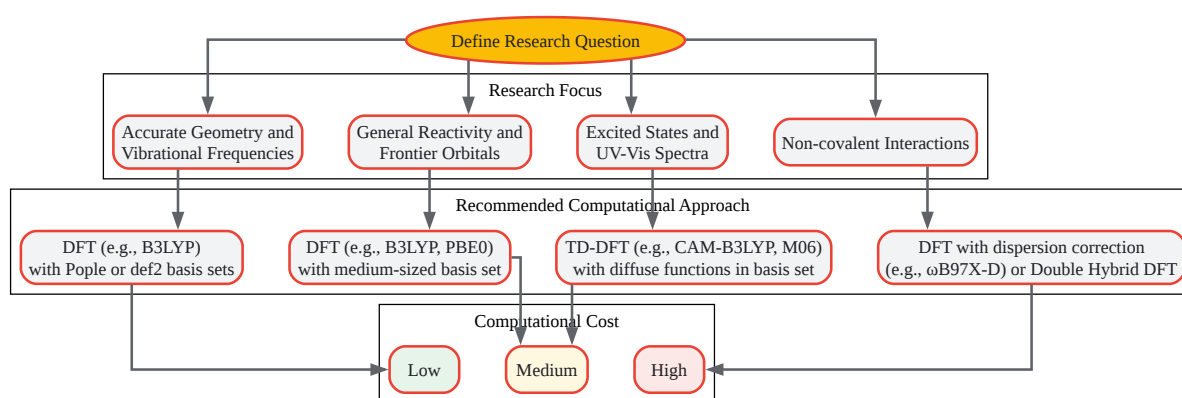 Define Research Question
Research Focus
Accurate Geometry and
Vibrational Frequencies
General Reactivity and
Frontier Orbitals
Excited States and
UV-Vis Spectra
Non-covalent Interactions
Recommended Computational Approach
DFT (e.g., B3LYP)
with Pople or def2 basis sets
DFT (e.g., B3LYP, PBE0)
with medium-sized basis set
TD-DFT (e.g., CAM-B3LYP, M06)
with diffuse functions in basis set
DFT with dispersion correction
(e.g., ωB97X-D) or Double Hybrid DFT
Computational Cost
Low
Medium
High